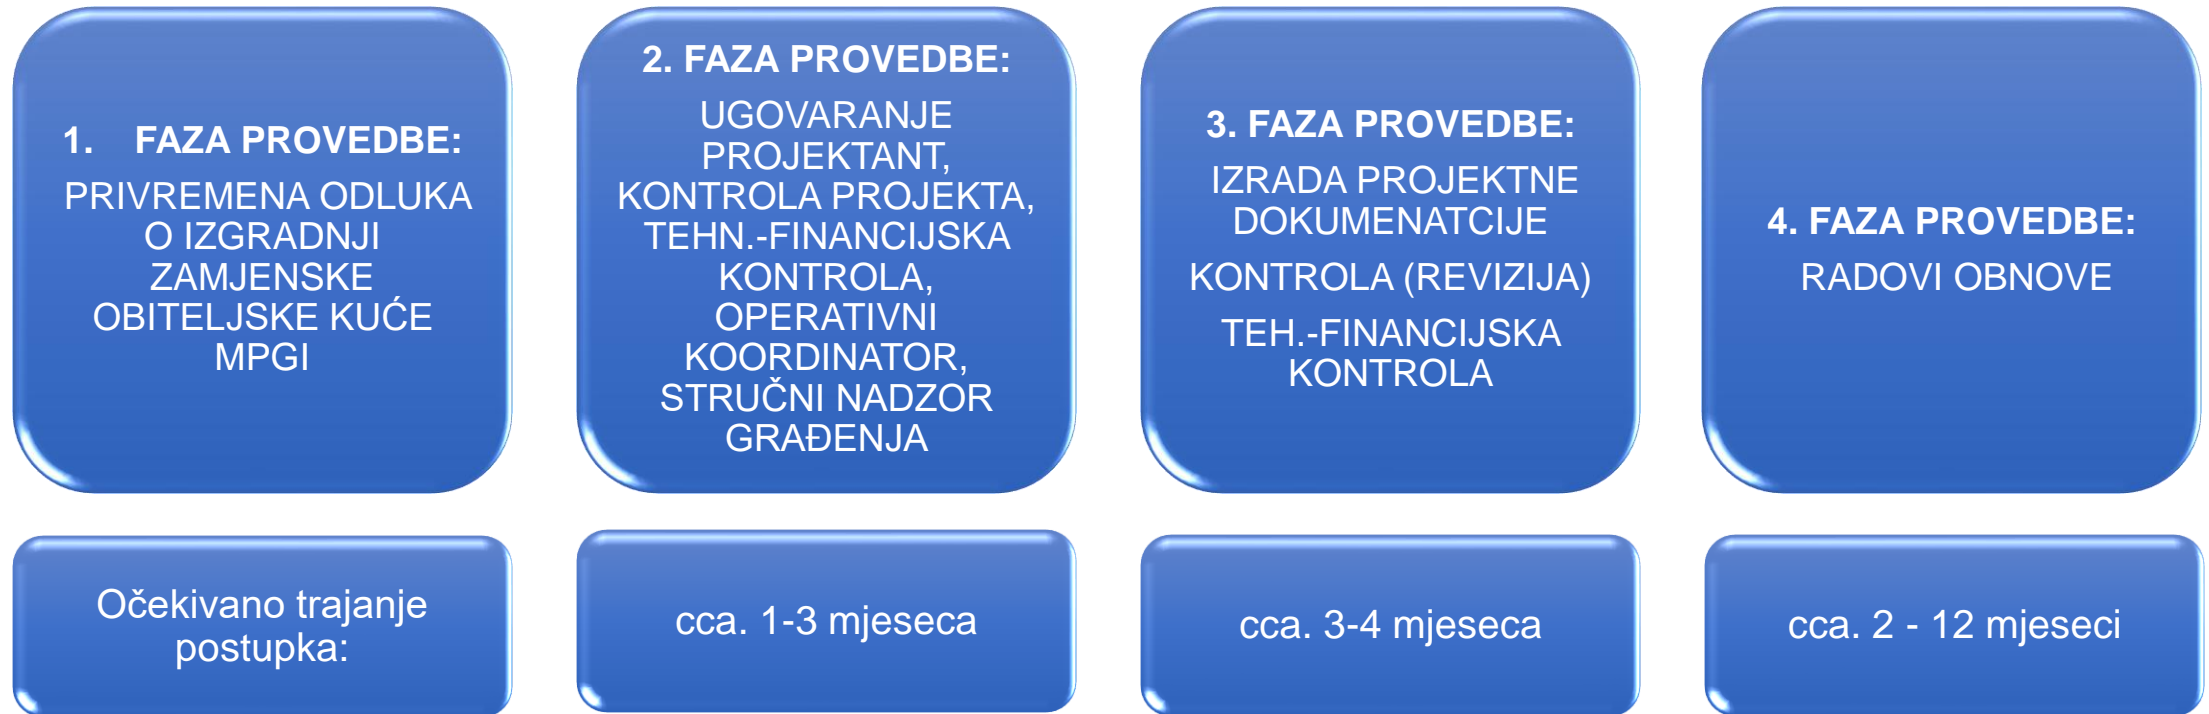 1. FAZA PROVEDBE:
PRIVREMENA ODLUKA
O IZGRADNJI
ZAMJENSKE
OBITELJSKE KUĆE
MPGI
2. FAZA PROVEDBE:
UGOVARANJE
PROJEKTANT,
KONTROLA PROJEKTA,
TEHN.-FINANCIJSKA
KONTROLA,
OPERATIVNI
KOORDINATOR,
STRUČNI NADZOR
GRAĐENJA
3. FAZA PROVEDBE:
IZRADA PROJEKTNE
DOKUMENATCIJE
KONTROLA (REVIZIJA)
TEH.-FINANCIJSKA
KONTROLA
4. FAZA PROVEDBE:
RADOVI OBNOVE
Očekivano trajanje
postupka:
cca. 1-3 mjeseca
cca. 3-4 mjeseca
cca. 2 - 12 mjeseci